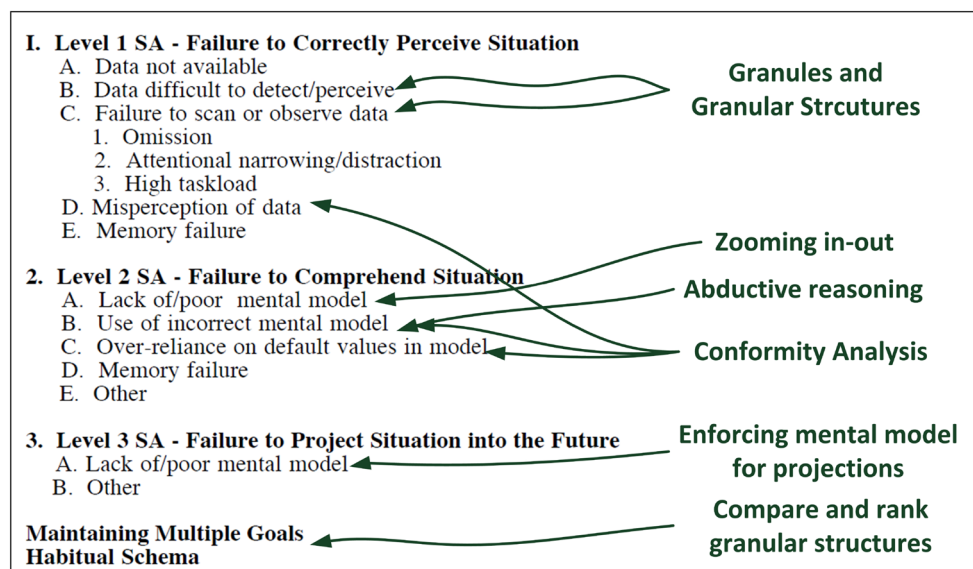 I. Level 1 SA - Failure to Correctly Perceive Situation
A. Data not available
B. Data difficult to detect/perceive
C. Failure to scan or observe data
1. Omission
2. Attentional narrowing/distraction
3. High taskload
D. Misperception of data
E. Memory failure
2. Level 2 SA - Failure to Comprehend Situation
A. Lack of/poor mental model
B. Use of incorrect mental model
C. Over-reliance on default values in model
D. Memory failure
E. Other
3. Level 3 SA - Failure to Project Situation into the Future
A. Lack of/poor mental model
B. Other
Maintaining Multiple Goals
Habitual Schema
Granules and
Granular Strcutures
Zooming in-out
Abductive reasoning
Conformity Analysis
Enforcing mental model
for projections
Compare and rank
granular structures